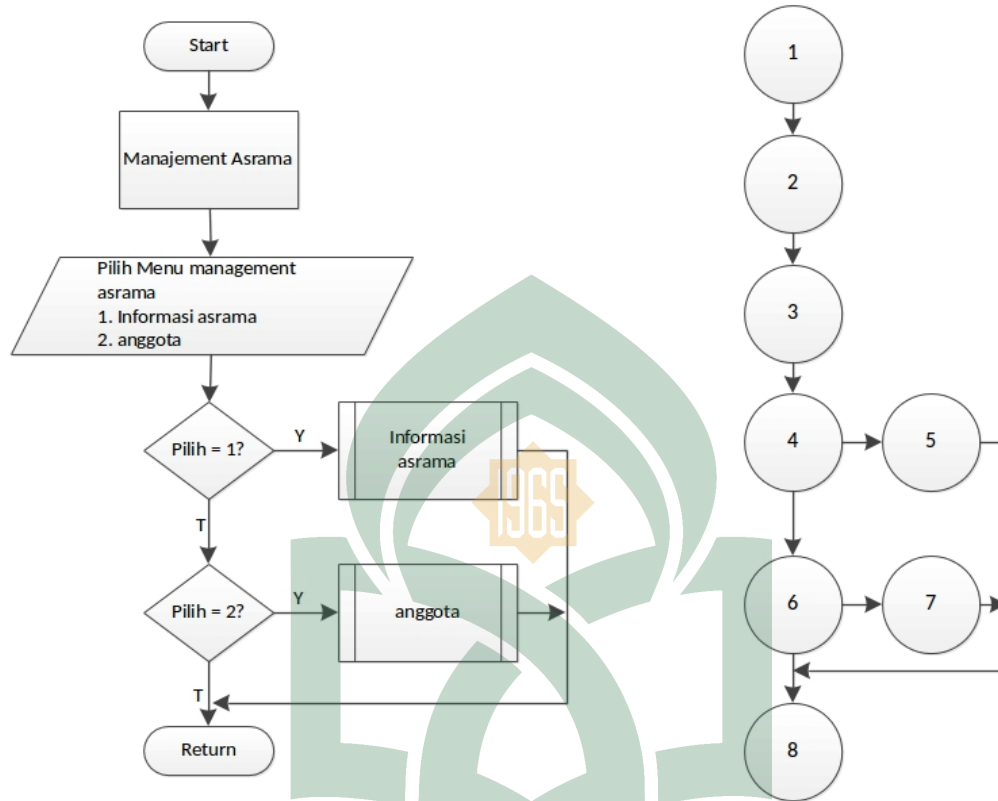 Start
Manajement Asrama
Pilih Menu management
asrama
1. Informasi asrama
2. anggota
Pilih = 1?
Y
Informasi
asrama
T
Pilih = 2?
Y
anggota
T
Return
1969
1
2
3
4
5
6
7
8